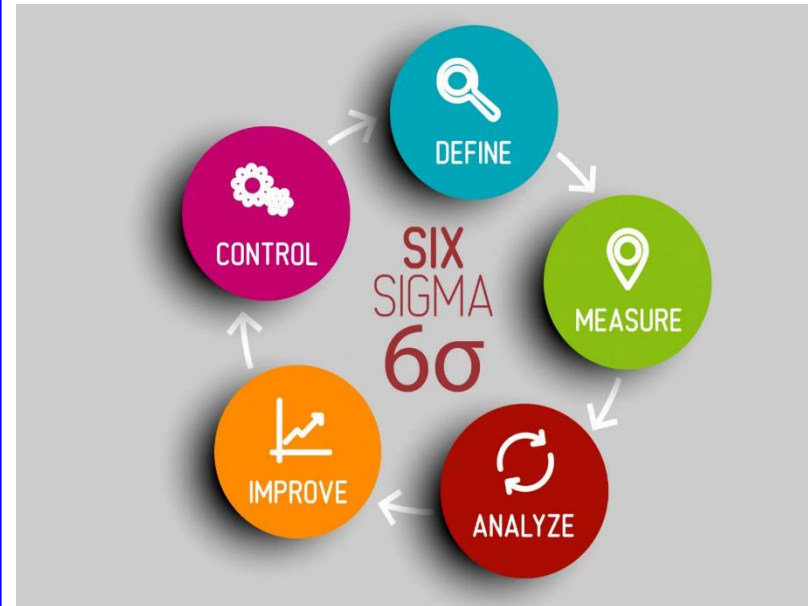 DEFINE
MEASURE
ANALYZE
IMPROVE
CONTROL
SIX
SIGMA
6σ